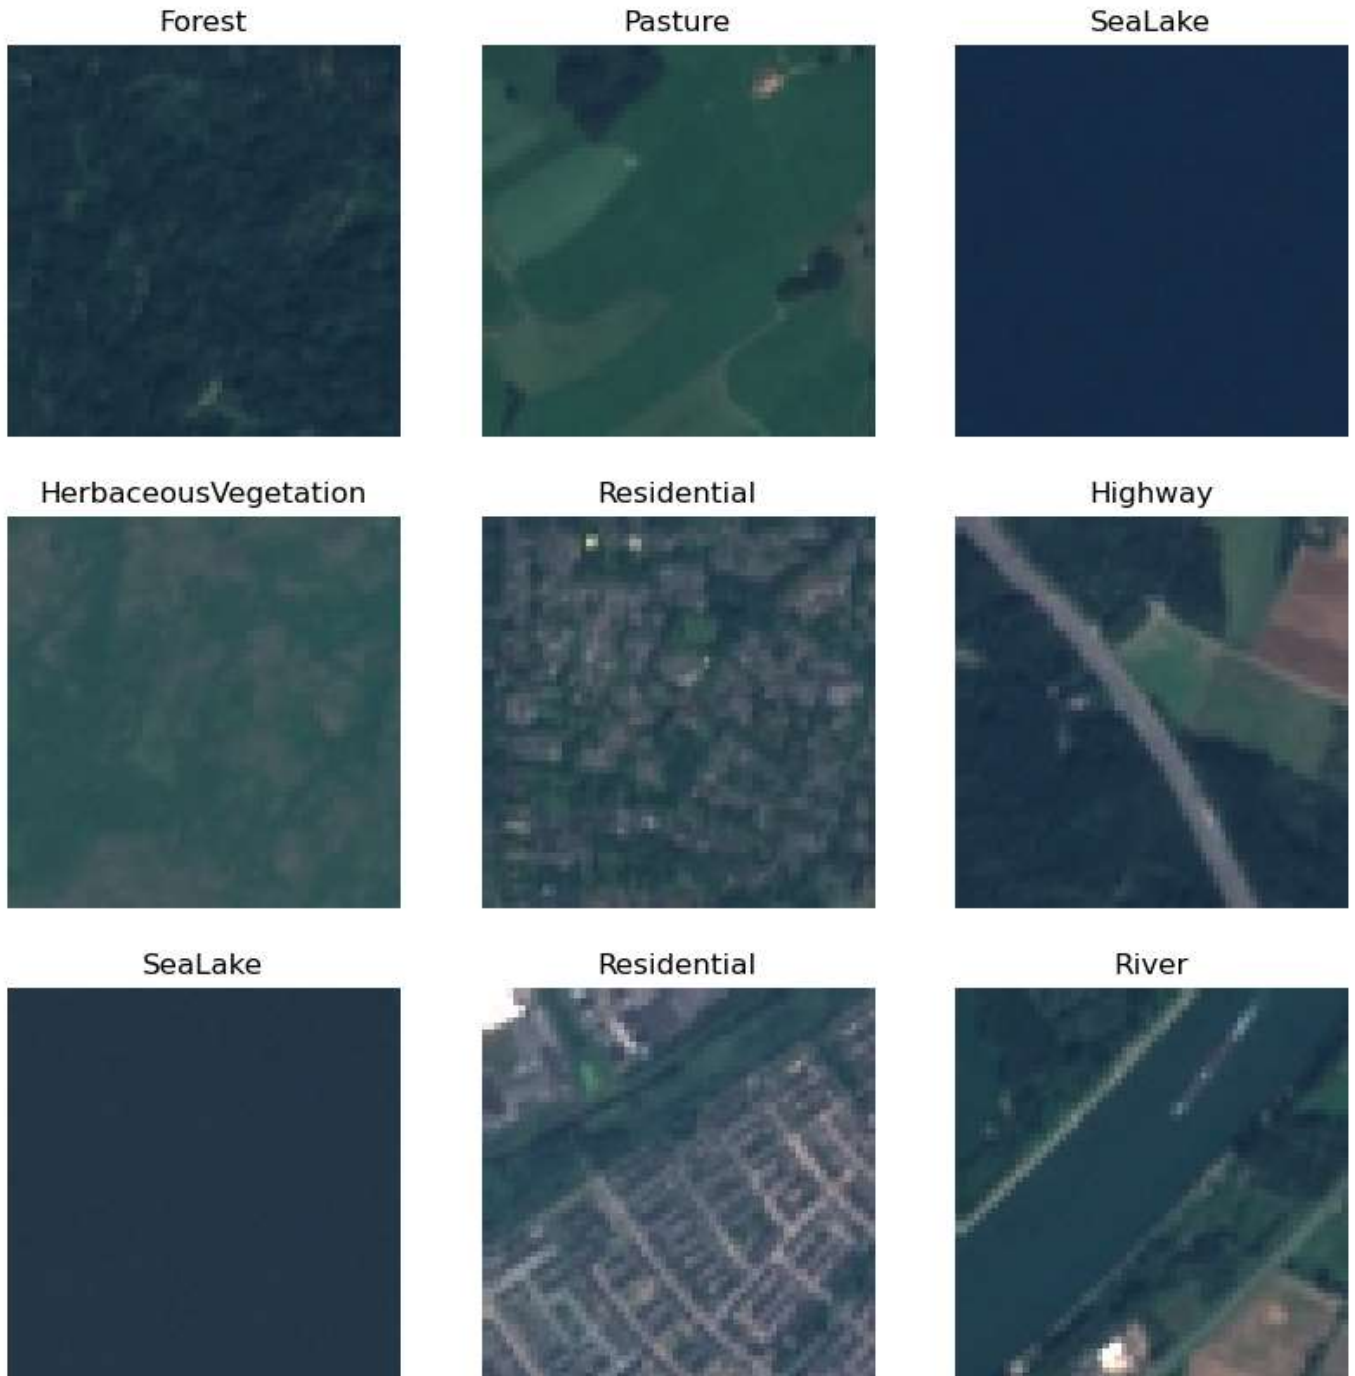 Forest
Pasture
SeaLake
HerbaceousVegetation
Residential
Highway
SeaLake
Residential
River